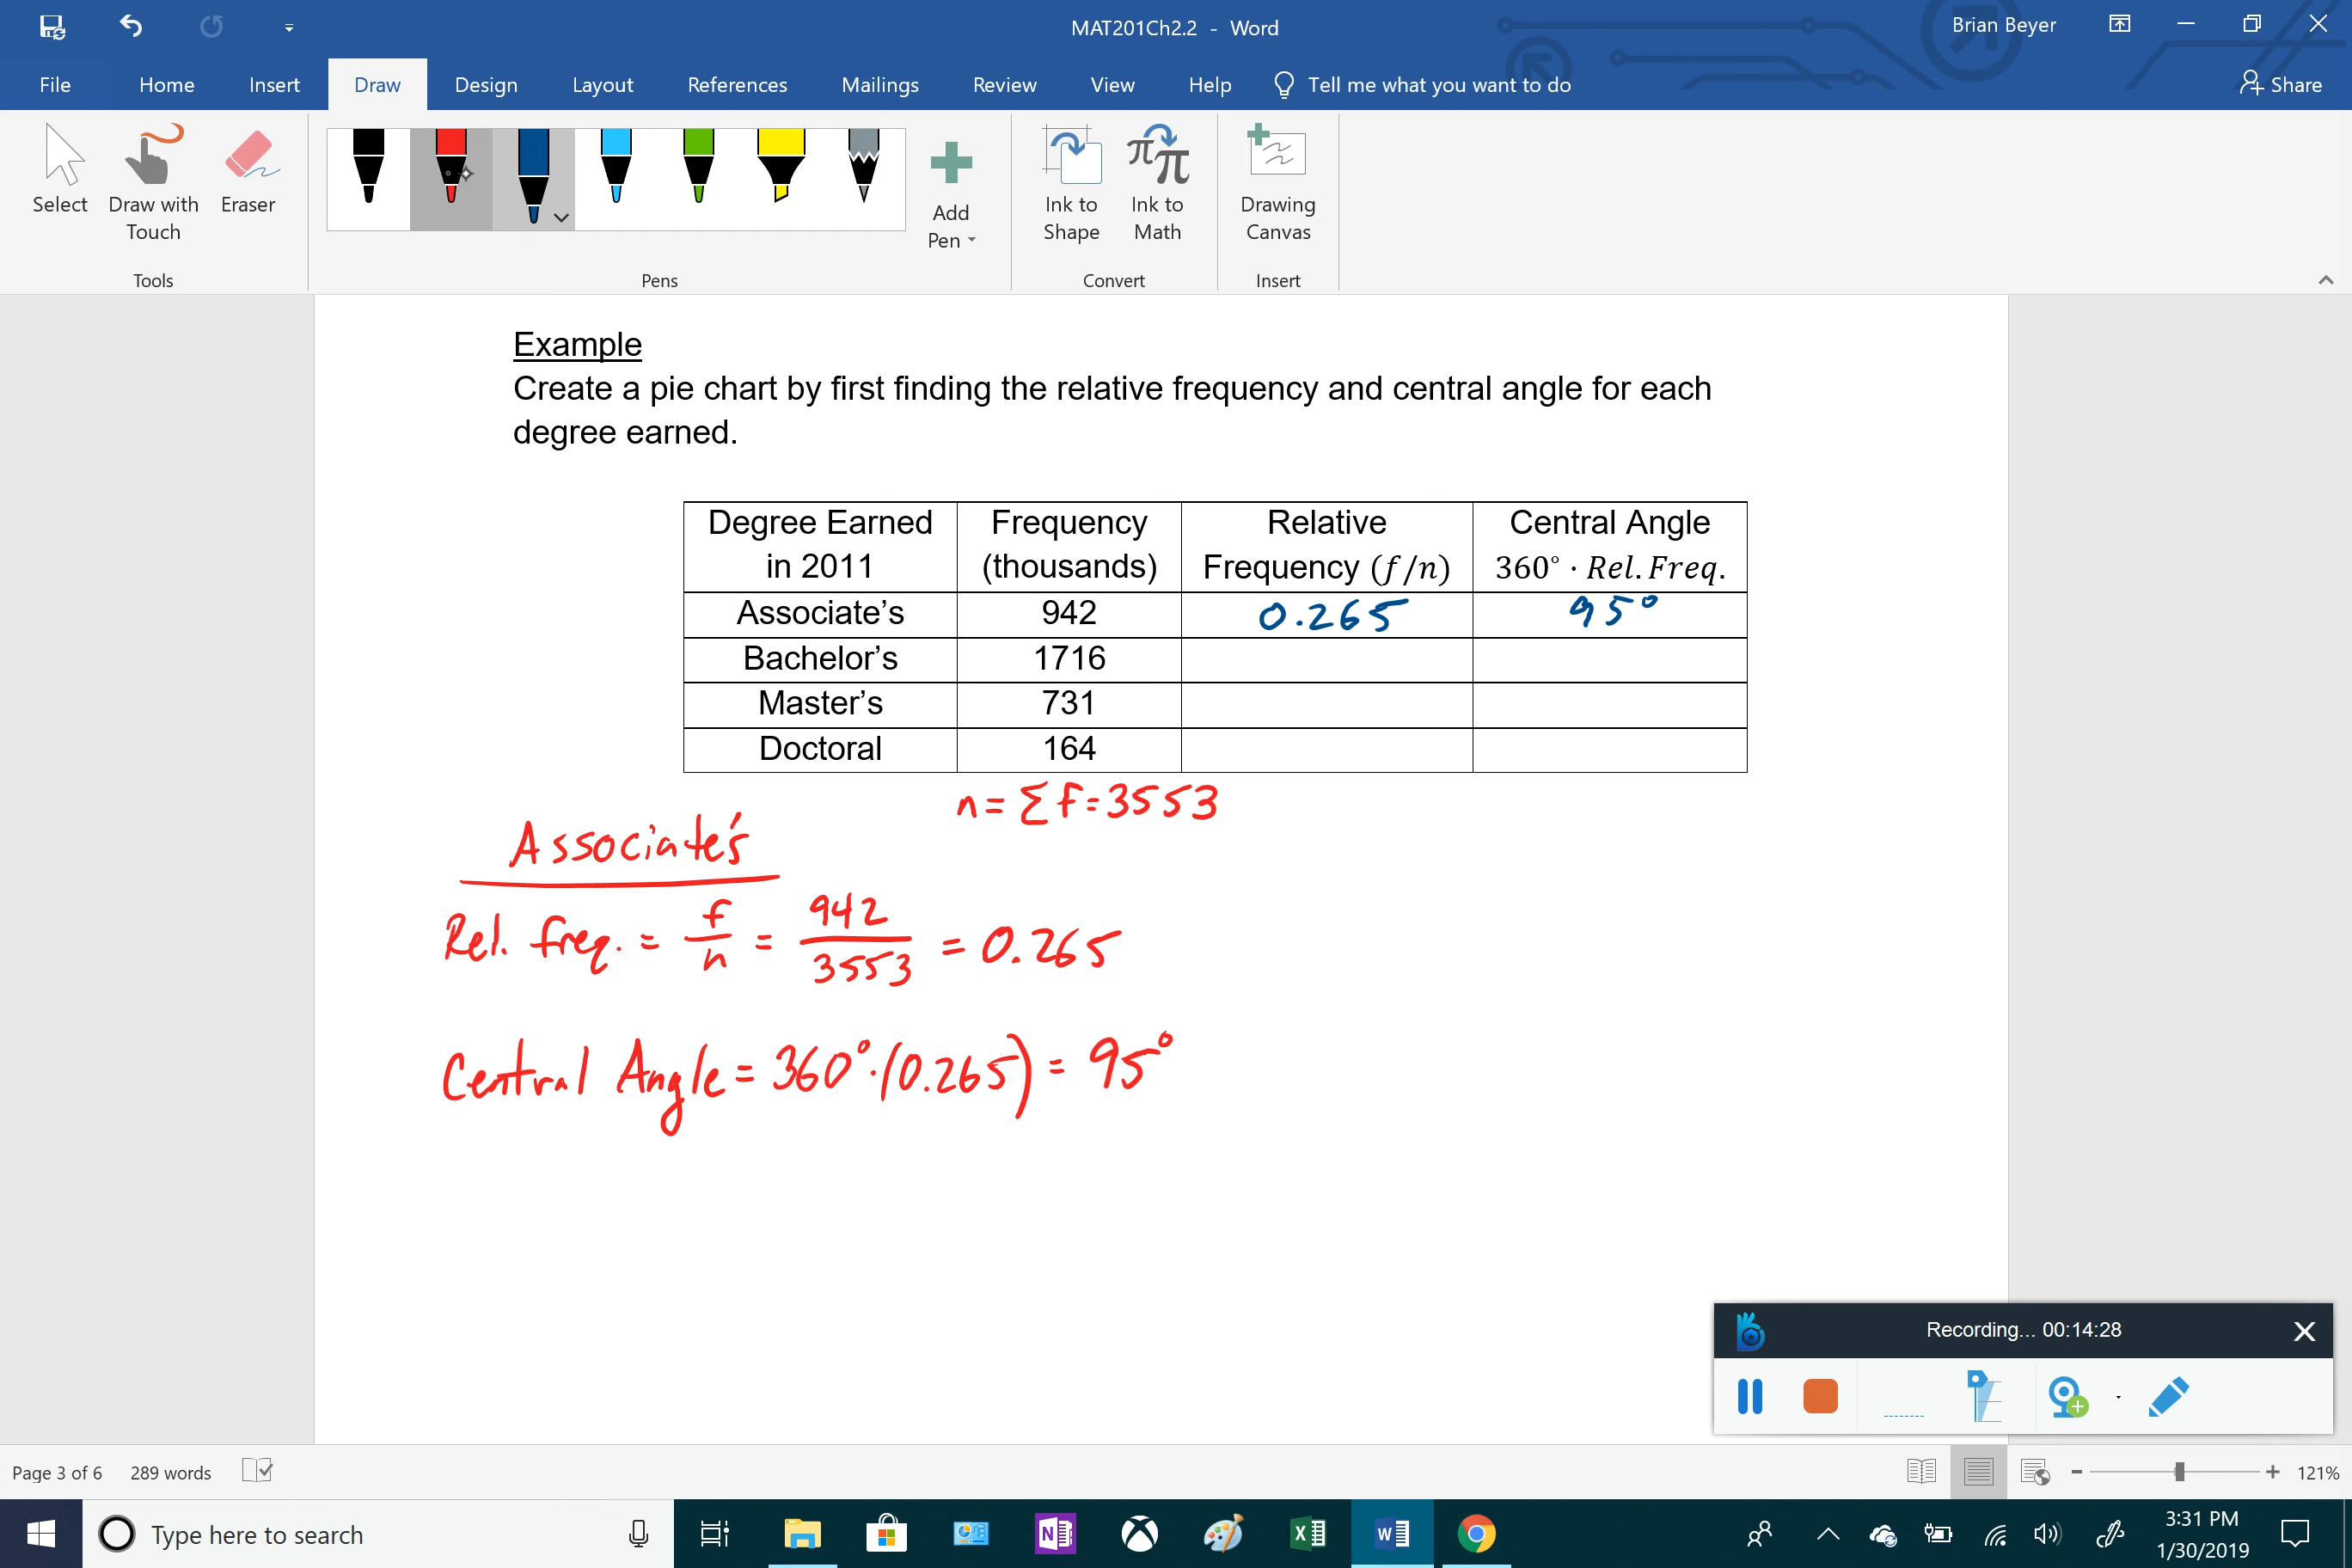 MAT201Ch2.2 - Word
Brian Beyer
File Home Insert Draw Design Layout References Mailings Review View Help Tell me what you want to do Share
Select Draw with Touch Eraser
Add Pen
Ink to Shape Ink to Math
Drawing Canvas
Tools Pens Convert Insert
Example
Create a pie chart by first finding the relative frequency and central angle for each
degree earned.
Degree Earned in 2011 Frequency (thousands) Relative Frequency (f/n) Central Angle 360° · Rel. Freq.
Associate's 942 0.265 95°
Bachelor's 1716
Master's 731
Doctoral 164
n = Σf = 3553
Associate's
Rel. freq. = f/n = 942/3553 = 0.265
Central Angle = 360°·(0.265) = 95°
Recording... 00:14:28
Page 3 of 6 289 words 121%
Type here to search
3:31 PM
1/30/2019